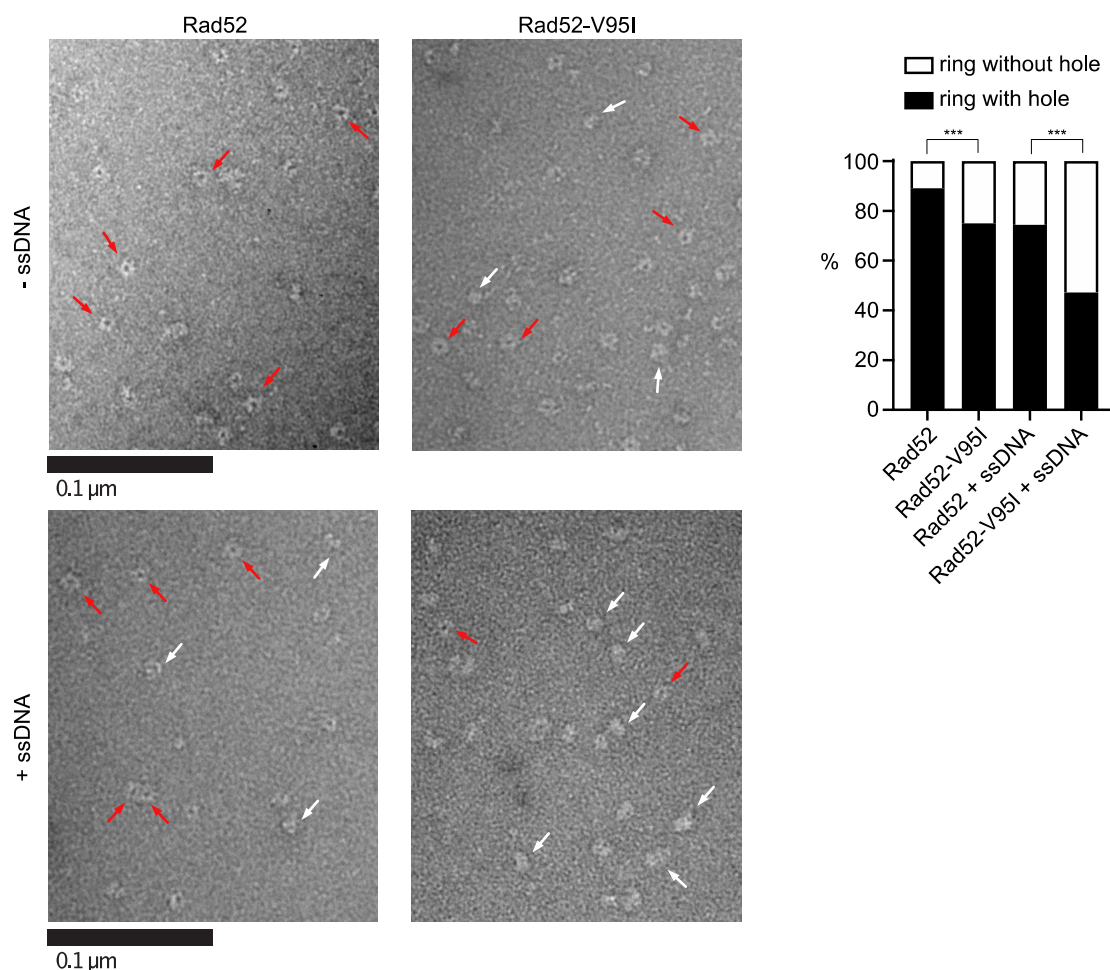 Rad52
Rad52-V95I
- ssDNA
0.1 µm
+ ssDNA
0.1 µm
ring without hole
ring with hole
*** ***
100
80
60
40
20
0
%
Rad52
Rad52-V95I
Rad52 + ssDNA
Rad52-V95I + ssDNA